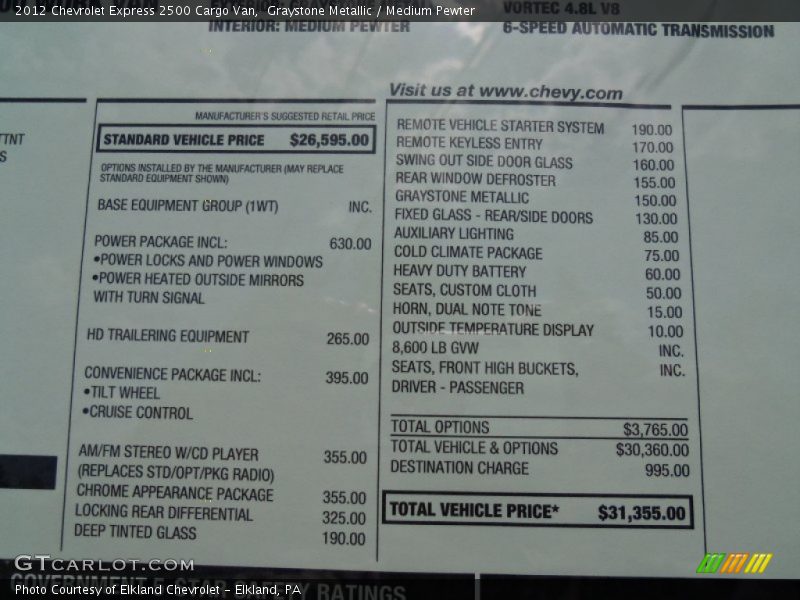 2012 Chevrolet Express 2500 Cargo Van, Graystone Metallic / Medium Pewter
VORTEC 4.8L V8
INTERIOR: MEDIUM PEWTER
6-SPEED AUTOMATIC TRANSMISSION
Visit us at www.chevy.com
MANUFACTURER'S SUGGESTED RETAIL PRICE
STANDARD VEHICLE PRICE $26,595.00
OPTIONS INSTALLED BY THE MANUFACTURER (MAY REPLACE
STANDARD EQUIPMENT SHOWN)
BASE EQUIPMENT GROUP (1WT) INC.
POWER PACKAGE INCL: 630.00
•POWER LOCKS AND POWER WINDOWS
•POWER HEATED OUTSIDE MIRRORS
WITH TURN SIGNAL
HD TRAILERING EQUIPMENT 265.00
CONVENIENCE PACKAGE INCL: 395.00
•TILT WHEEL
•CRUISE CONTROL
AM/FM STEREO W/CD PLAYER 355.00
(REPLACES STD/OPT/PKG RADIO)
CHROME APPEARANCE PACKAGE 355.00
LOCKING REAR DIFFERENTIAL 325.00
DEEP TINTED GLASS 190.00
REMOTE VEHICLE STARTER SYSTEM 190.00
REMOTE KEYLESS ENTRY 170.00
SWING OUT SIDE DOOR GLASS 160.00
REAR WINDOW DEFROSTER 155.00
GRAYSTONE METALLIC 150.00
FIXED GLASS - REAR/SIDE DOORS 130.00
AUXILIARY LIGHTING 85.00
COLD CLIMATE PACKAGE 75.00
HEAVY DUTY BATTERY 60.00
SEATS, CUSTOM CLOTH 50.00
HORN, DUAL NOTE TONE 15.00
OUTSIDE TEMPERATURE DISPLAY 10.00
8,600 LB GVW INC.
SEATS, FRONT HIGH BUCKETS, INC.
DRIVER - PASSENGER
TOTAL OPTIONS $3,765.00
TOTAL VEHICLE & OPTIONS $30,360.00
DESTINATION CHARGE 995.00
TOTAL VEHICLE PRICE* $31,355.00
GTCARLOT.COM
GOVERNMENT 5-STAR SAFETY RATINGS
Photo Courtesy of Elkland Chevrolet - Elkland, PA